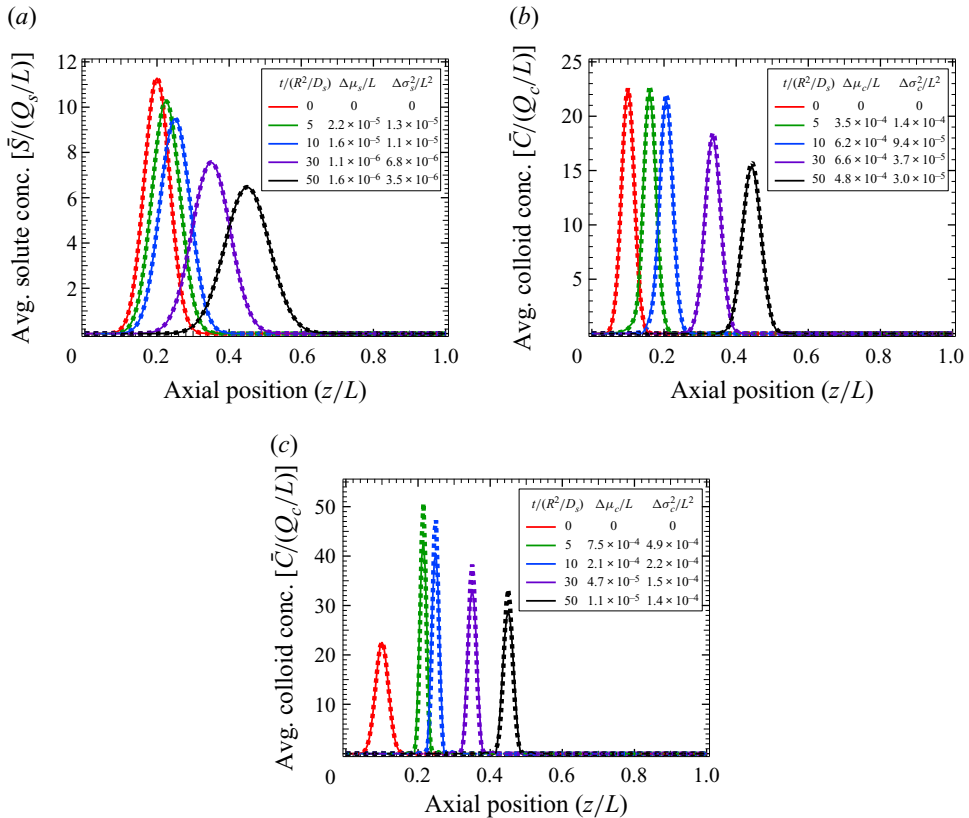 (a)
Avg. solute conc. [S̄/(Q_s/L)]
12
10
8
6
4
2
0 0.2 0.4 0.6 0.8 1.0
Axial position (z/L)
t/(R²/D_s) Δμ_s/L Δσ_s²/L²
0 0 0
5 2.2 × 10⁻⁵ 1.3 × 10⁻⁵
10 1.6 × 10⁻⁵ 1.1 × 10⁻⁵
30 1.1 × 10⁻⁶ 6.8 × 10⁻⁶
50 1.6 × 10⁻⁶ 3.5 × 10⁻⁶
(b)
Avg. colloid conc. [C̄/(Q_c/L)]
25
20
15
10
5
0 0.2 0.4 0.6 0.8 1.0
Axial position (z/L)
t/(R²/D_s) Δμ_c/L Δσ_c²/L²
0 0 0
5 3.5 × 10⁻⁴ 1.4 × 10⁻⁴
10 6.2 × 10⁻⁴ 9.4 × 10⁻⁵
30 6.6 × 10⁻⁴ 3.7 × 10⁻⁵
50 4.8 × 10⁻⁴ 3.0 × 10⁻⁵
(c)
Avg. colloid conc. [C̄/(Q_c/L)]
50
40
30
20
10
0 0.2 0.4 0.6 0.8 1.0
Axial position (z/L)
t/(R²/D_s) Δμ_c/L Δσ_c²/L²
0 0 0
5 7.5 × 10⁻⁴ 4.9 × 10⁻⁴
10 2.1 × 10⁻⁴ 2.2 × 10⁻⁴
30 4.7 × 10⁻⁵ 1.5 × 10⁻⁴
50 1.1 × 10⁻⁵ 1.4 × 10⁻⁴